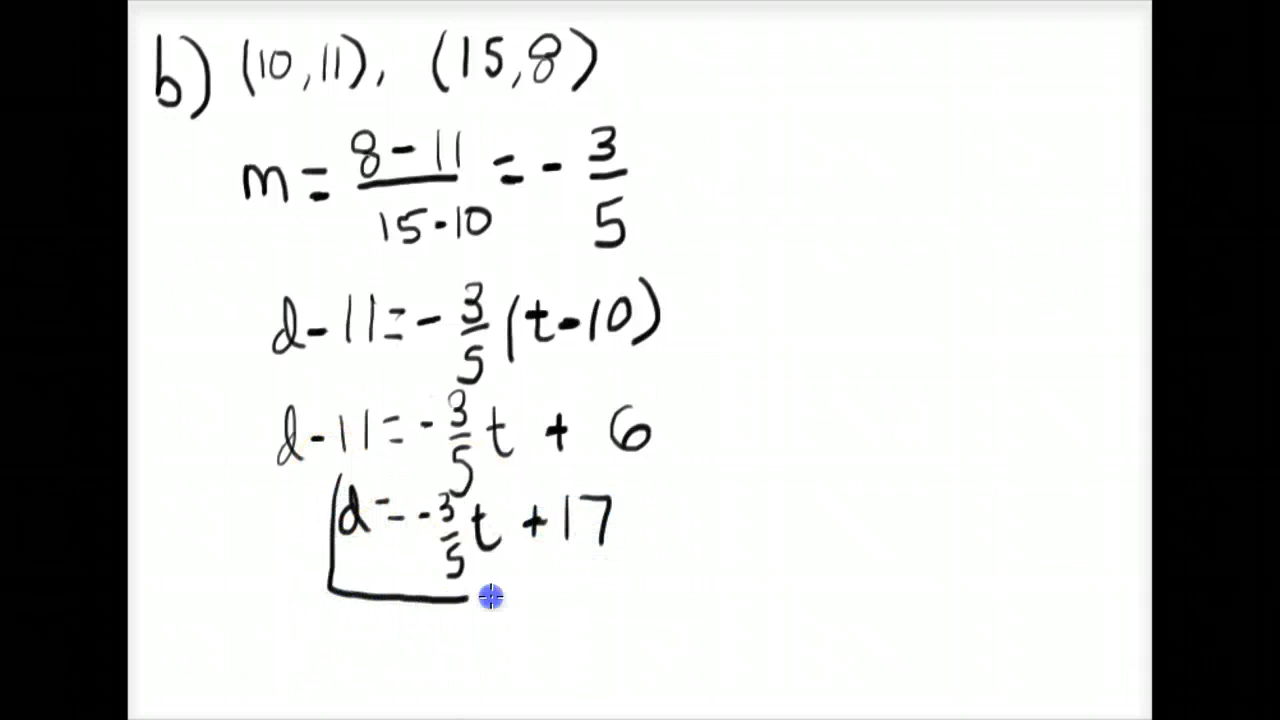 b) (10,11), (15,8)
m = 8 - 11 / 15 - 10 = - 3/5
d - 11 = - 3/5 (t - 10)
d - 11 = - 3/5 t + 6
d = - 3/5 t + 17